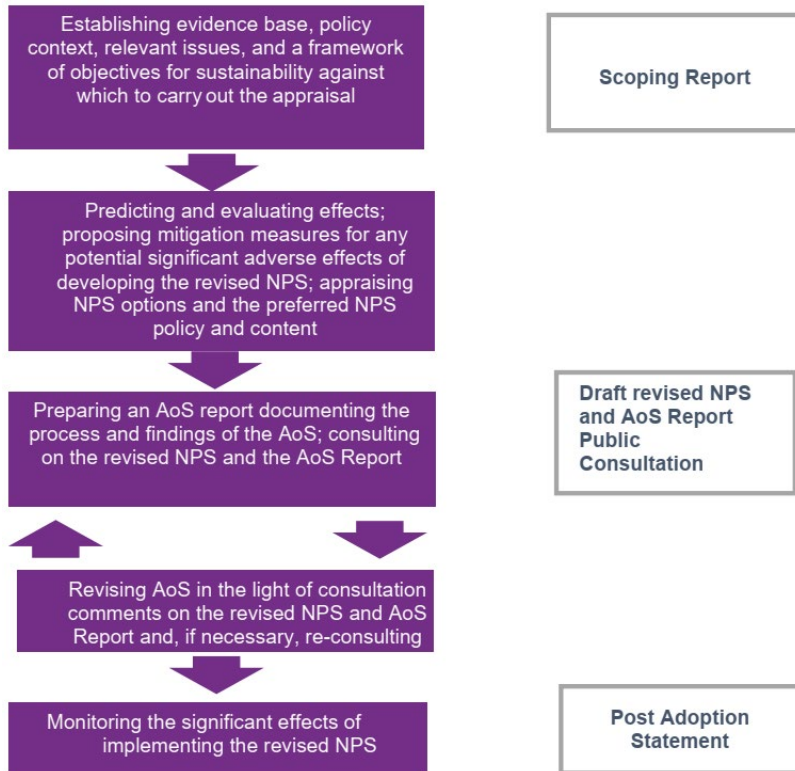 Establishing evidence base, policy
context, relevant issues, and a framework
of objectives for sustainability against
which to carry out the appraisal
Scoping Report
Predicting and evaluating effects;
proposing mitigation measures for any
potential significant adverse effects of
developing the revised NPS; appraising
NPS options and the preferred NPS
policy and content
Preparing an AoS report documenting the
process and findings of the AoS; consulting
on the revised NPS and the AoS Report
Draft revised NPS
and AoS Report
Public
Consultation
Revising AoS in the light of consultation
comments on the revised NPS and AoS
Report and, if necessary, re-consulting
Monitoring the significant effects of
implementing the revised NPS
Post Adoption
Statement